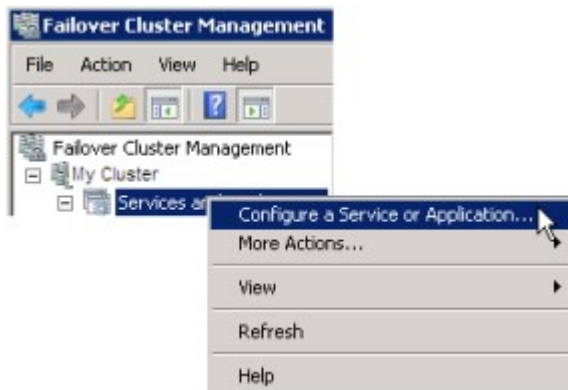 Failover Cluster Management
File Action View Help
Failover Cluster Management
My Cluster
Services
Configure a Service or Application...
More Actions...
View
Refresh
Help